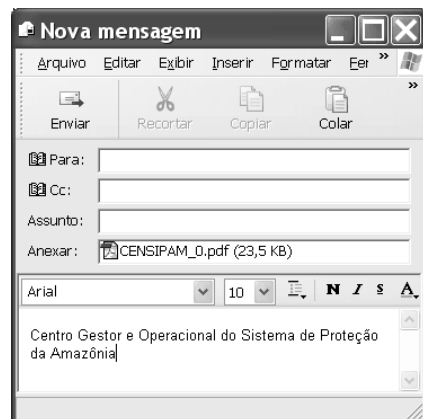 Nova mensagem
Arquivo Editar Exibir Inserir Formatar Fer »
Enviar Recortar Copiar Colar »
Para:
Cc:
Assunto:
Anexar: CENSIPAM_0.pdf (23,5 KB)
Arial 10 N I S A
Centro Gestor e Operacional do Sistema de Proteção
da Amazônia